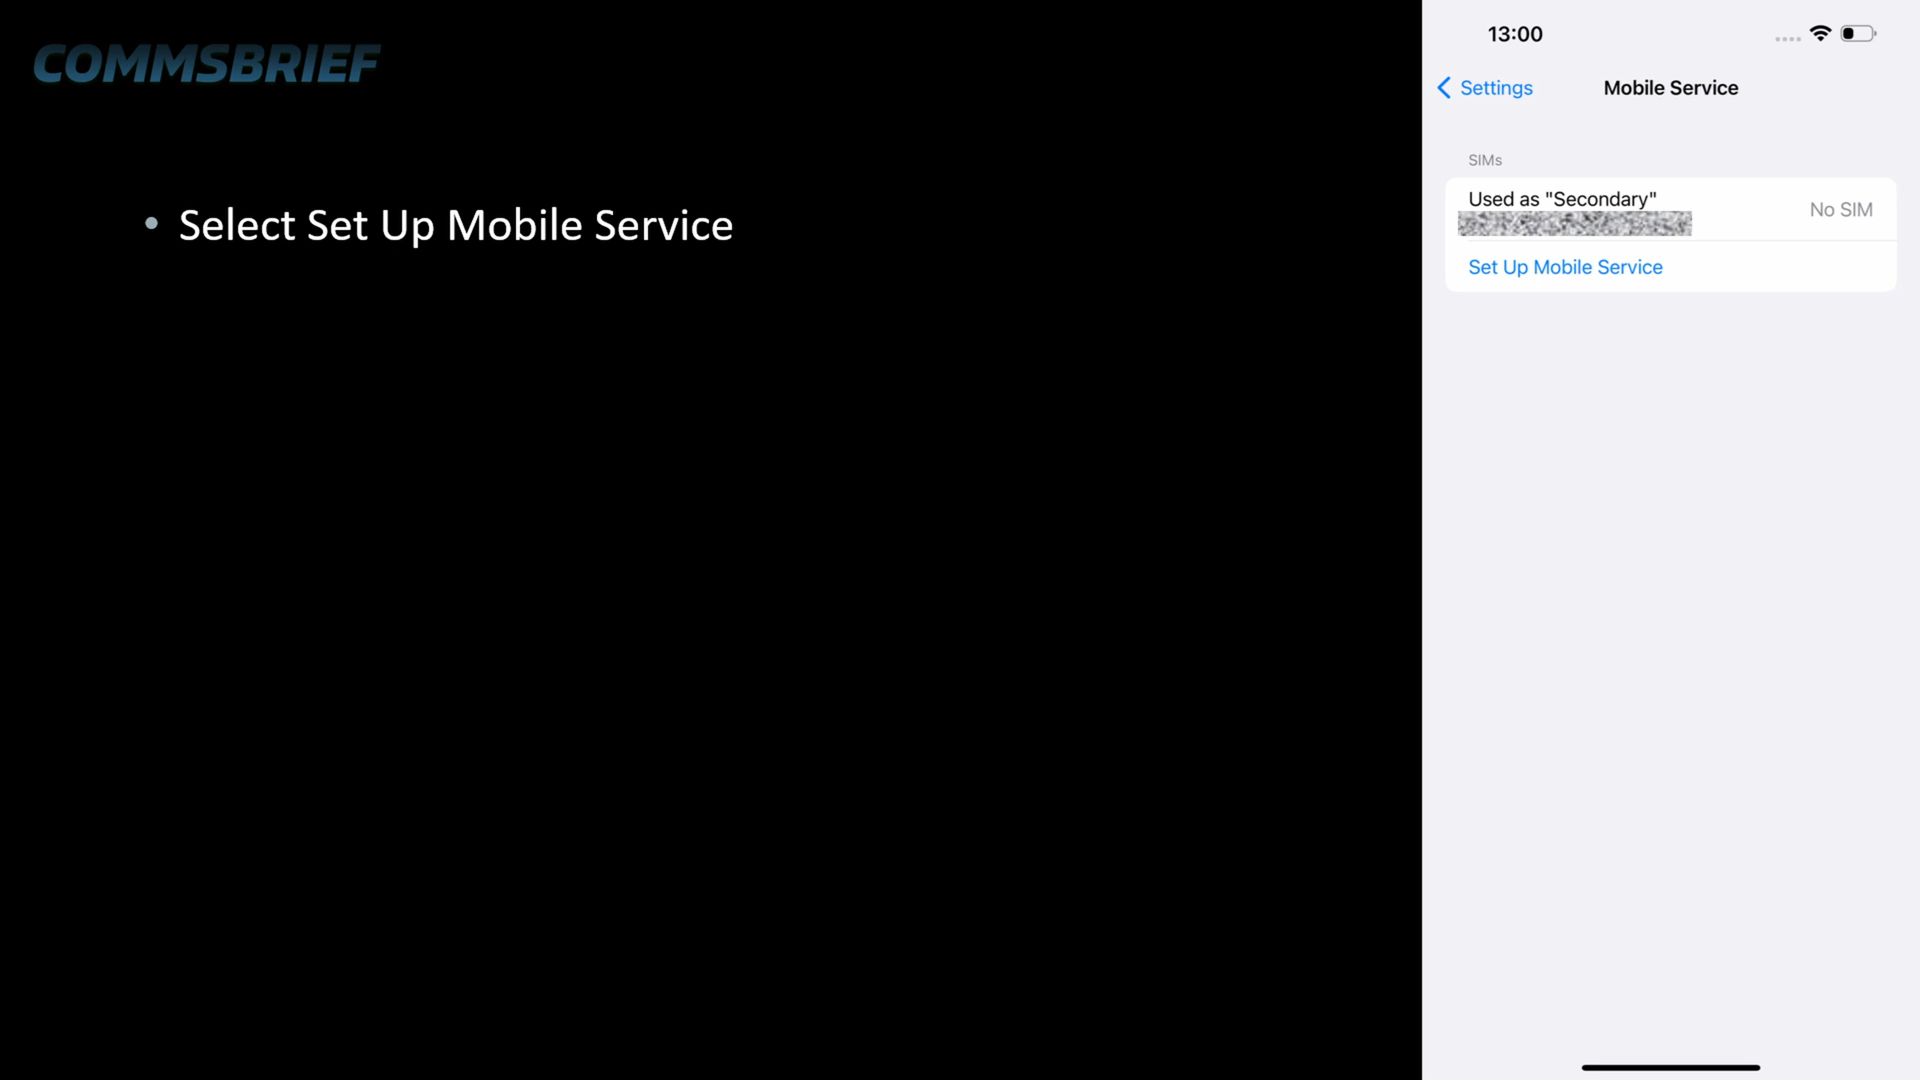 COMMSBRIEF
• Select Set Up Mobile Service
13:00
Settings
Mobile Service
SIMs
Used as "Secondary"
No SIM
Set Up Mobile Service